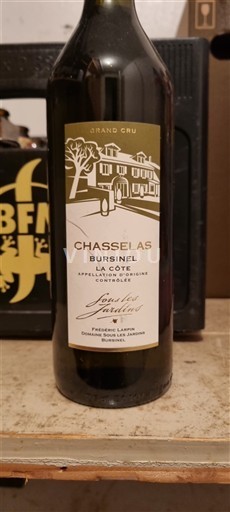 GRAND CRU
CHASSELAS
BURSINEL
LA CÔTE
APPELLATION D'ORIGINE
CONTRÔLÉE
Sous les
Jardins
FRÉDÉRIC LARPIN
DOMAINE SOUS LES JARDINS
BURSINEL
BFM